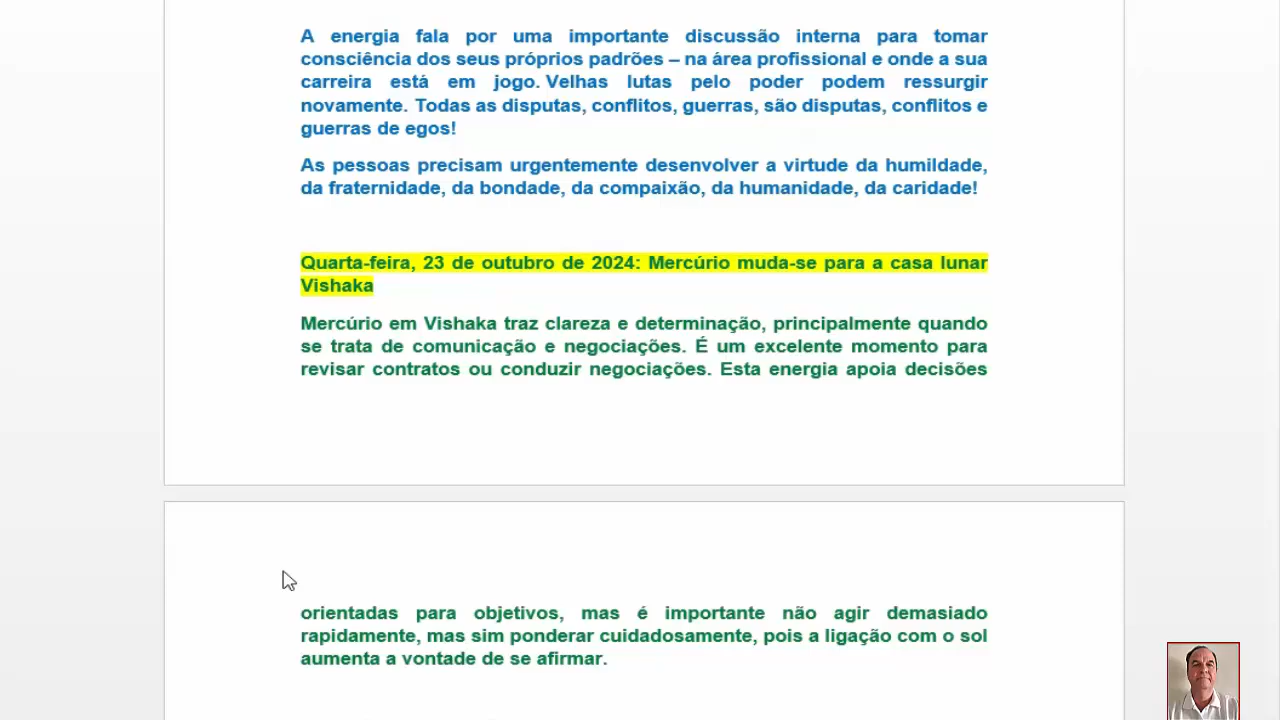 A energia fala por uma importante discussão interna para tomar
consciência dos seus próprios padrões – na área profissional e onde a sua
carreira está em jogo. Velhas lutas pelo poder podem ressurgir
novamente. Todas as disputas, conflitos, guerras, são disputas, conflitos e
guerras de egos!
As pessoas precisam urgentemente desenvolver a virtude da humildade,
da fraternidade, da bondade, da compaixão, da humanidade, da caridade!
Quarta-feira, 23 de outubro de 2024: Mercúrio muda-se para a casa lunar
Vishaka
Mercúrio em Vishaka traz clareza e determinação, principalmente quando
se trata de comunicação e negociações. É um excelente momento para
revisar contratos ou conduzir negociações. Esta energia apoia decisões
orientadas para objetivos, mas é importante não agir demasiado
rapidamente, mas sim ponderar cuidadosamente, pois a ligação com o sol
aumenta a vontade de se afirmar.